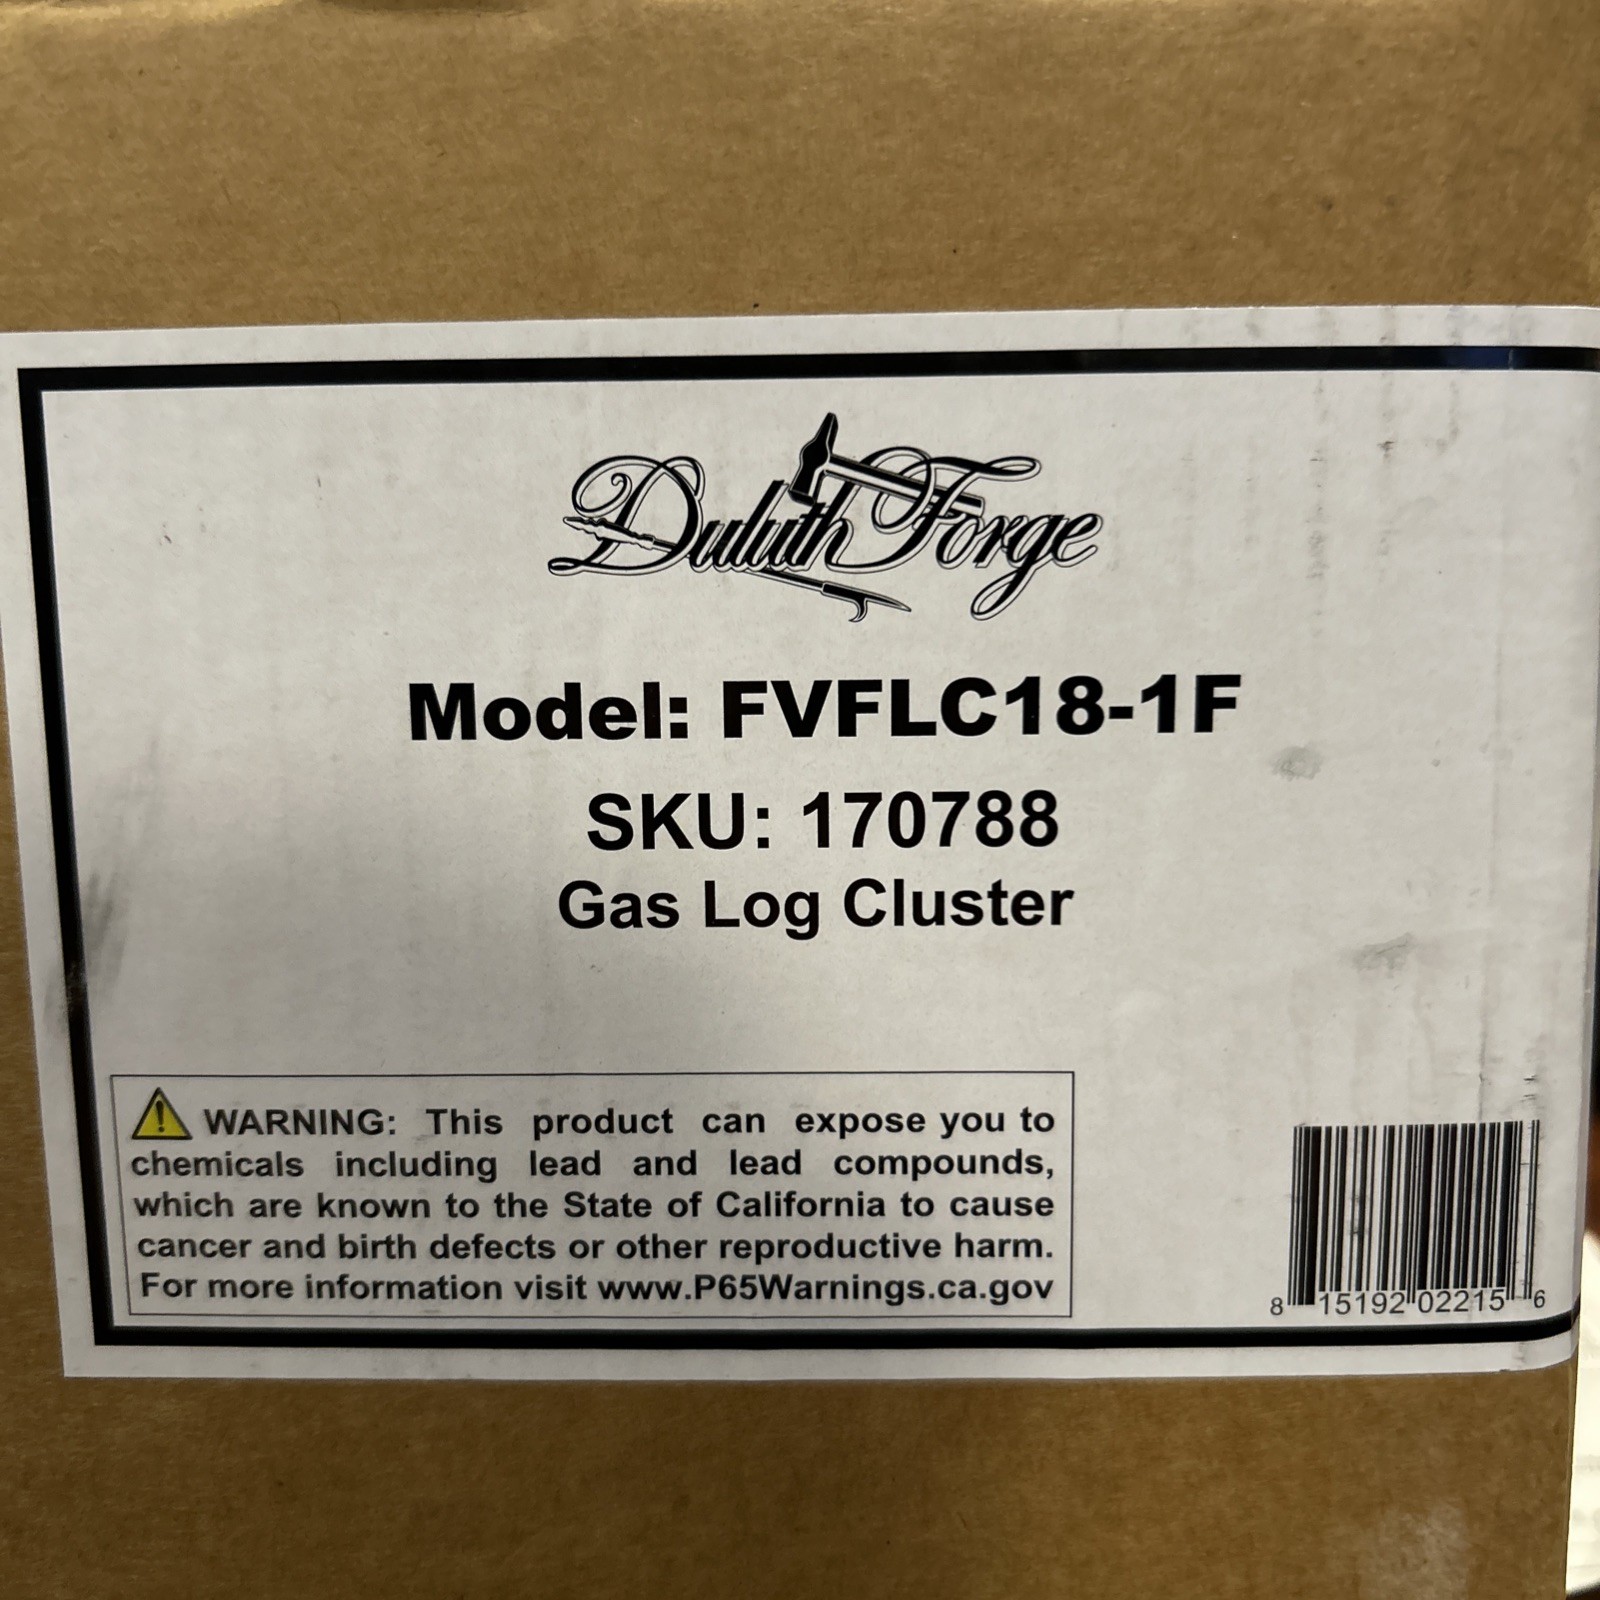 Duluth Forge
Model: FVFLC18-1F
SKU: 170788
Gas Log Cluster
WARNING: This product can expose you to
chemicals including lead and lead compounds,
which are known to the State of California to cause
cancer and birth defects or other reproductive harm.
For more information visit www.P65Warnings.ca.gov
8 15192 02215 6